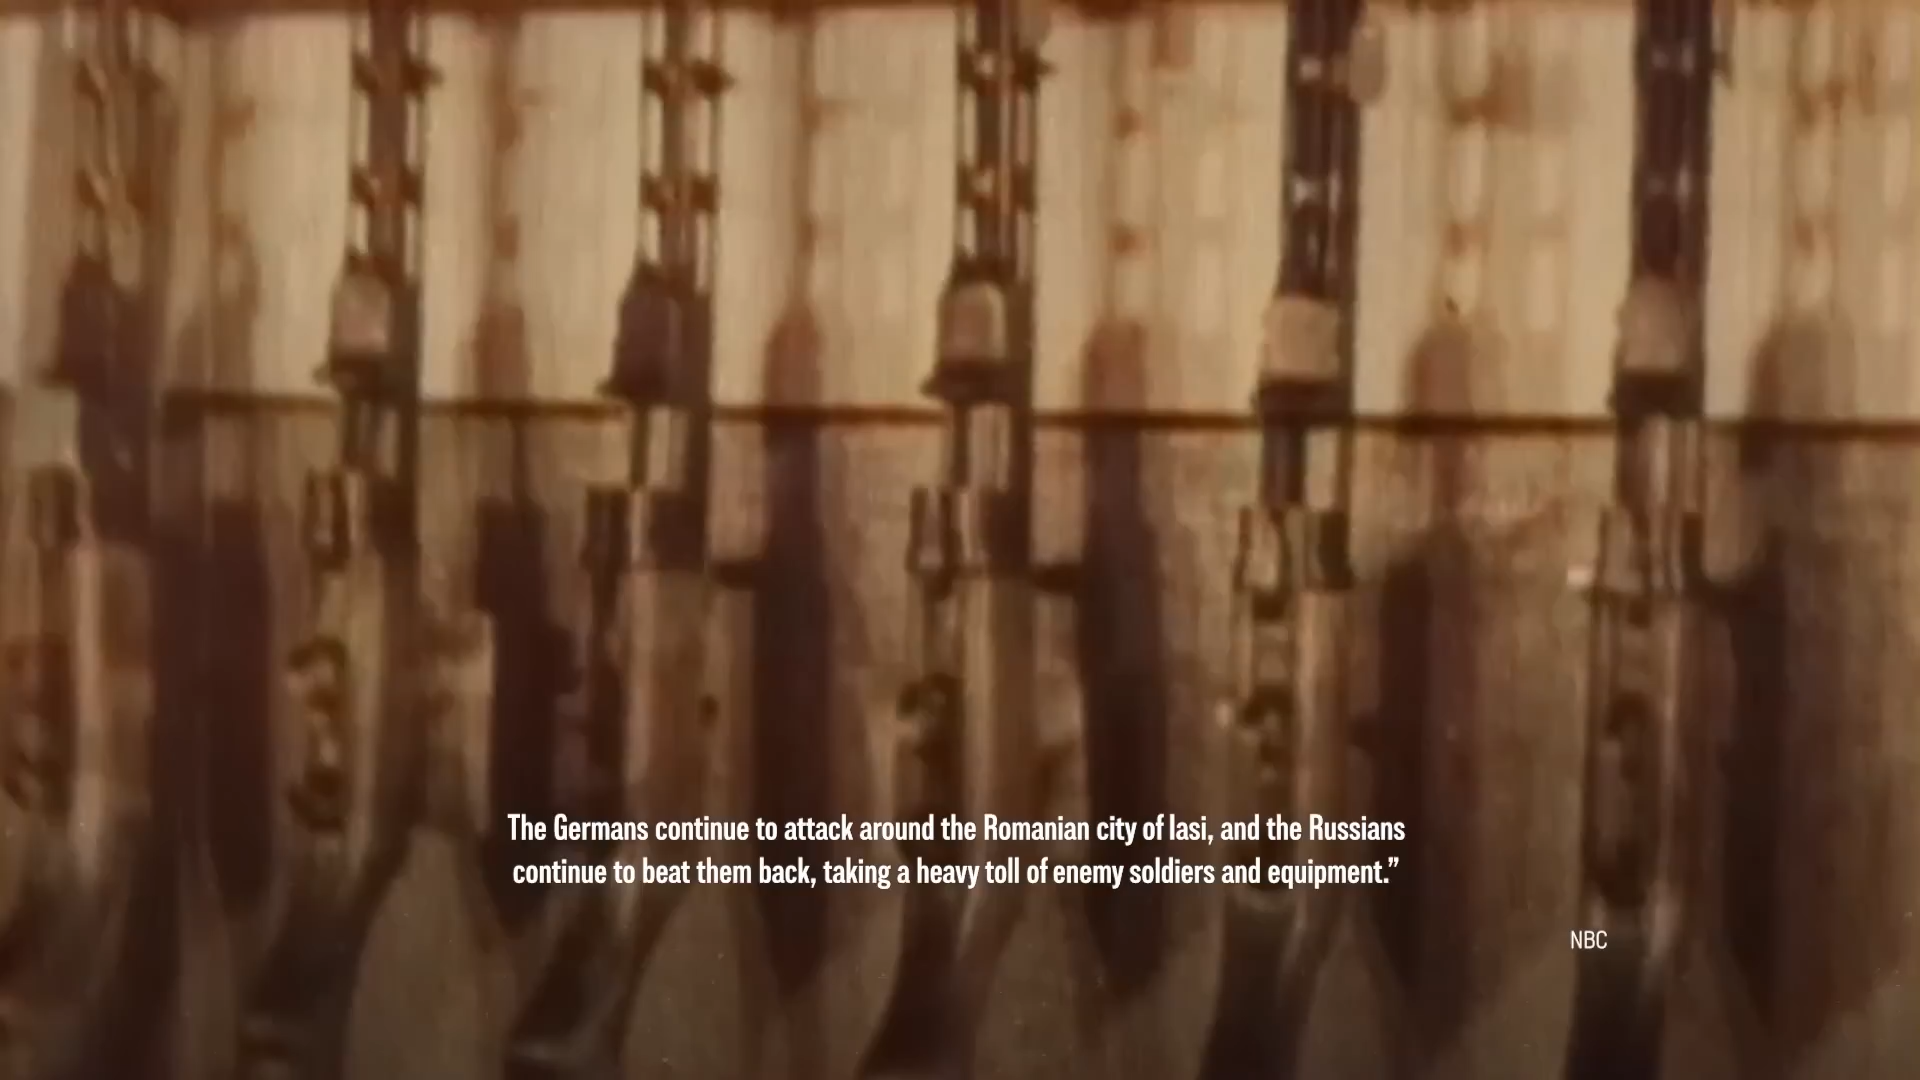 The Germans continue to attack around the Romanian city of Iasi, and the Russians
continue to beat them back, taking a heavy toll of enemy soldiers and equipment.”
NBC